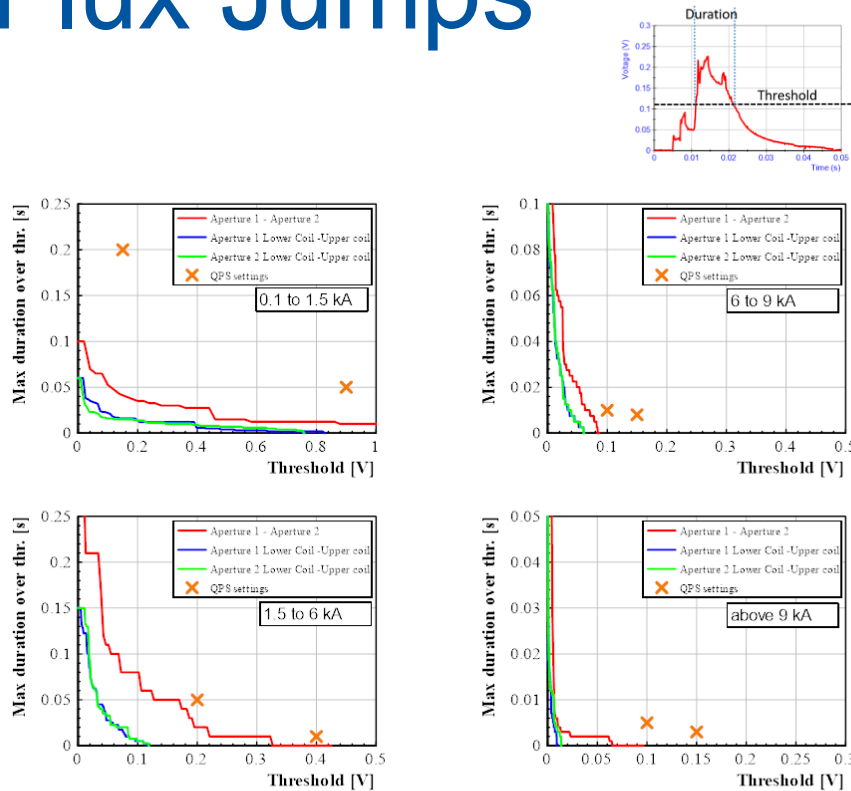 Flux Jumps
Duration
Threshold
Voltage (V)
0.3
0.25
0.2
0.15
0.1
0.05
0
0 0.01 0.02 0.03 0.04 0.05
Time (s)
Max duration over thr. [s]
0.25
0.2
0.15
0.1
0.05
0
Aperture 1 - Aperture 2
Aperture 1 Lower Coil -Upper coil
Aperture 2 Lower Coil -Upper coil
QPS settings
0.1 to 1.5 kA
0 0.2 0.4 0.6 0.8 1
Threshold [V]
Max duration over thr. [s]
0.1
0.08
0.06
0.04
0.02
0
Aperture 1 - Aperture 2
Aperture 1 Lower Coil -Upper coil
Aperture 2 Lower Coil -Upper coil
QPS settings
6 to 9 kA
0 0.1 0.2 0.3 0.4
Threshold [V]
Max duration over thr. [s]
0.25
0.2
0.15
0.1
0.05
0
Aperture 1 - Aperture 2
Aperture 1 Lower Coil -Upper coil
Aperture 2 Lower Coil -Upper coil
QPS settings
1.5 to 6 kA
0 0.1 0.2 0.3 0.4 0.5
Threshold [V]
Max duration over thr. [s]
0.05
0.04
0.03
0.02
0.01
0
Aperture 1 - Aperture 2
Aperture 1 Lower Coil -Upper coil
Aperture 2 Lower Coil -Upper coil
QPS settings
above 9 kA
0 0.05 0.1 0.15 0.2 0.25
Threshold [V]